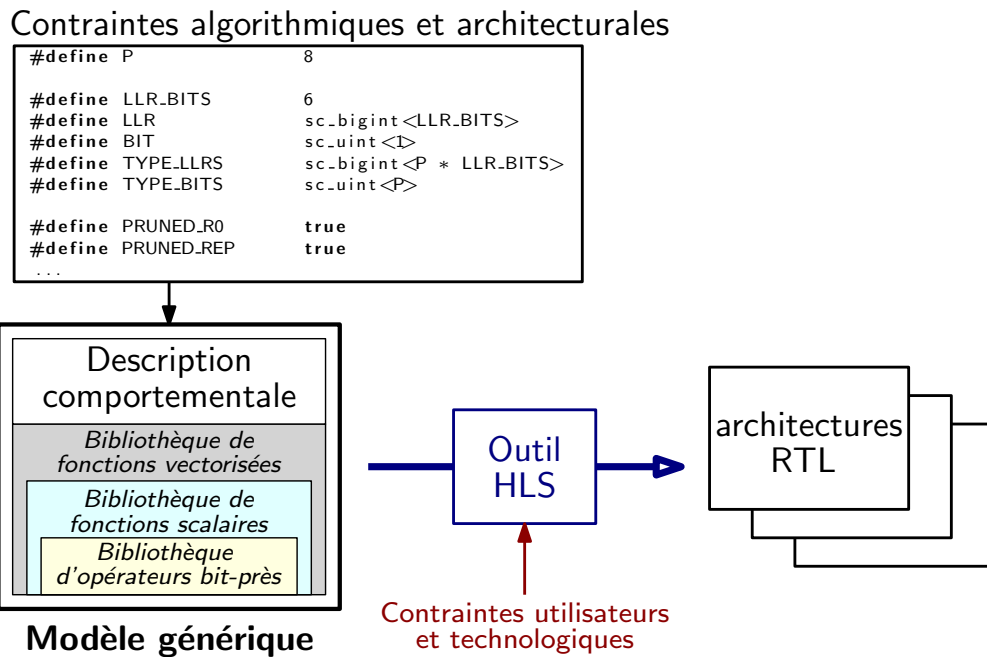 Contraintes algorithmiques et architecturales
#define P 8
#define LLR_BITS 6
#define LLR sc_bigint<LLR_BITS>
#define BIT sc_uint<1>
#define TYPE_LLRS sc_bigint<P * LLR_BITS>
#define TYPE_BITS sc_uint<P>
#define PRUNED_R0 true
#define PRUNED_REP true
...
Description
comportementale
Bibliothèque de
fonctions vectorisées
Bibliothèque de
fonctions scalaires
Bibliothèque
d'opérateurs bit-près
Modèle générique
Outil
HLS
Contraintes utilisateurs
et technologiques
architectures
RTL